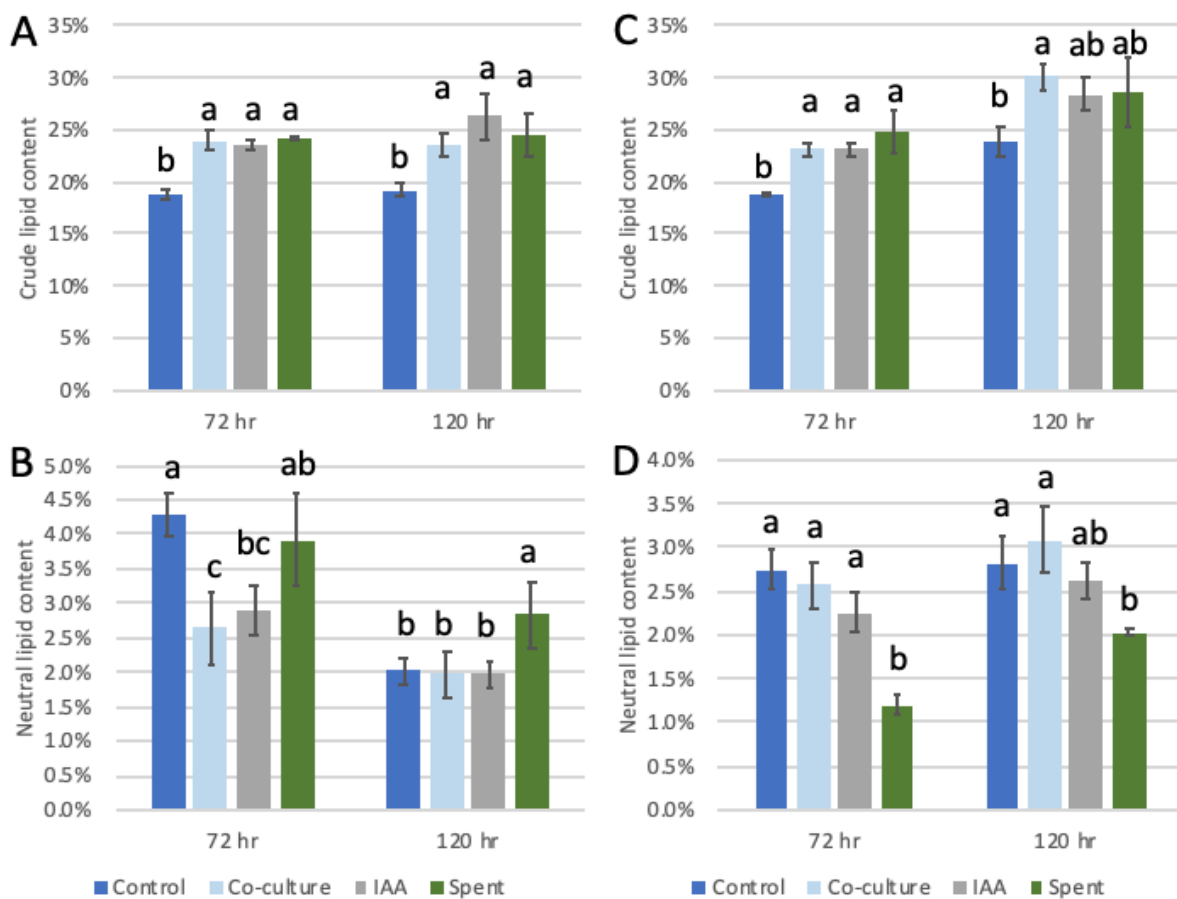 A
Crude lipid content
35%
30%
25%
20%
15%
10%
5%
0%
b a a a
b a a a
72 hr 120 hr
C
Crude lipid content
35%
30%
25%
20%
15%
10%
5%
0%
b a a a
b a ab ab
72 hr 120 hr
B
Neutral lipid content
5.0%
4.5%
4.0%
3.5%
3.0%
2.5%
2.0%
1.5%
1.0%
0.5%
0.0%
a c bc ab
b b b a
72 hr 120 hr
Control Co-culture IAA Spent
D
Neutral lipid content
4.0%
3.5%
3.0%
2.5%
2.0%
1.5%
1.0%
0.5%
0.0%
a a a b
a a ab b
72 hr 120 hr
Control Co-culture IAA Spent